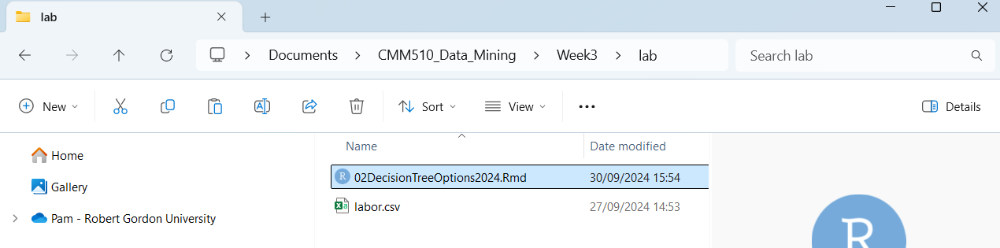 lab
Documents > CMM510_Data_Mining > Week3 > lab
Search lab
New
Sort
View
Details
Home
Gallery
Pam - Robert Gordon University
Name Date modified
02DecisionTreeOptions2024.Rmd 30/09/2024 15:54
labor.csv 27/09/2024 14:53
R